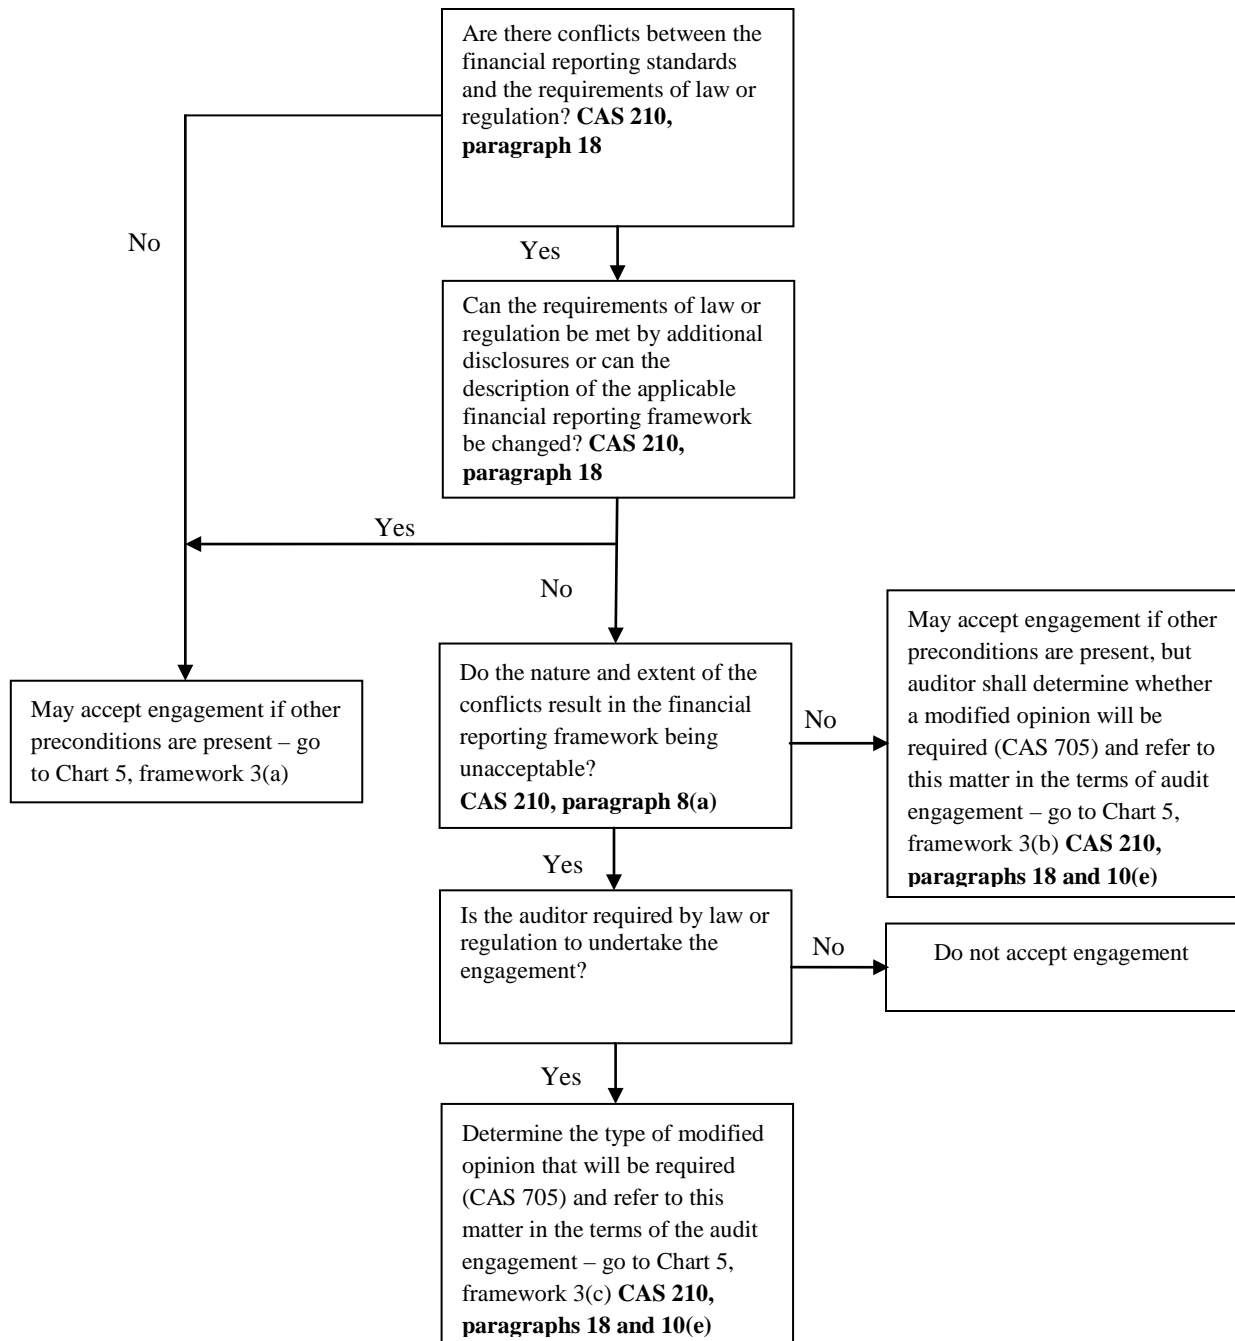 Are there conflicts between the
financial reporting standards
and the requirements of law or
regulation? CAS 210,
paragraph 18
No
Yes
Can the requirements of law or
regulation be met by additional
disclosures or can the
description of the applicable
financial reporting framework
be changed? CAS 210,
paragraph 18
Yes
No
May accept engagement if other
preconditions are present – go
to Chart 5, framework 3(a)
Do the nature and extent of the
conflicts result in the financial
reporting framework being
unacceptable?
CAS 210, paragraph 8(a)
No
May accept engagement if other
preconditions are present, but
auditor shall determine whether
a modified opinion will be
required (CAS 705) and refer to
this matter in the terms of audit
engagement – go to Chart 5,
framework 3(b) CAS 210,
paragraphs 18 and 10(e)
Yes
Is the auditor required by law or
regulation to undertake the
engagement?
No
Do not accept engagement
Yes
Determine the type of modified
opinion that will be required
(CAS 705) and refer to this
matter in the terms of the audit
engagement – go to Chart 5,
framework 3(c) CAS 210,
paragraphs 18 and 10(e)